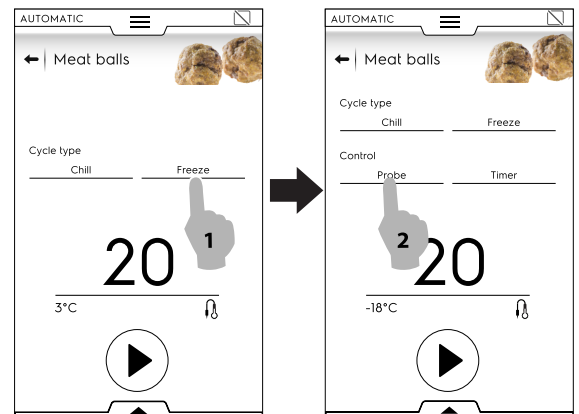 AUTOMATIC
Meat balls
Cycle type
Chill Freeze
1
20
3°C
AUTOMATIC
Meat balls
Cycle type
Chill Freeze
Control
Probe Timer
2
20
-18°C